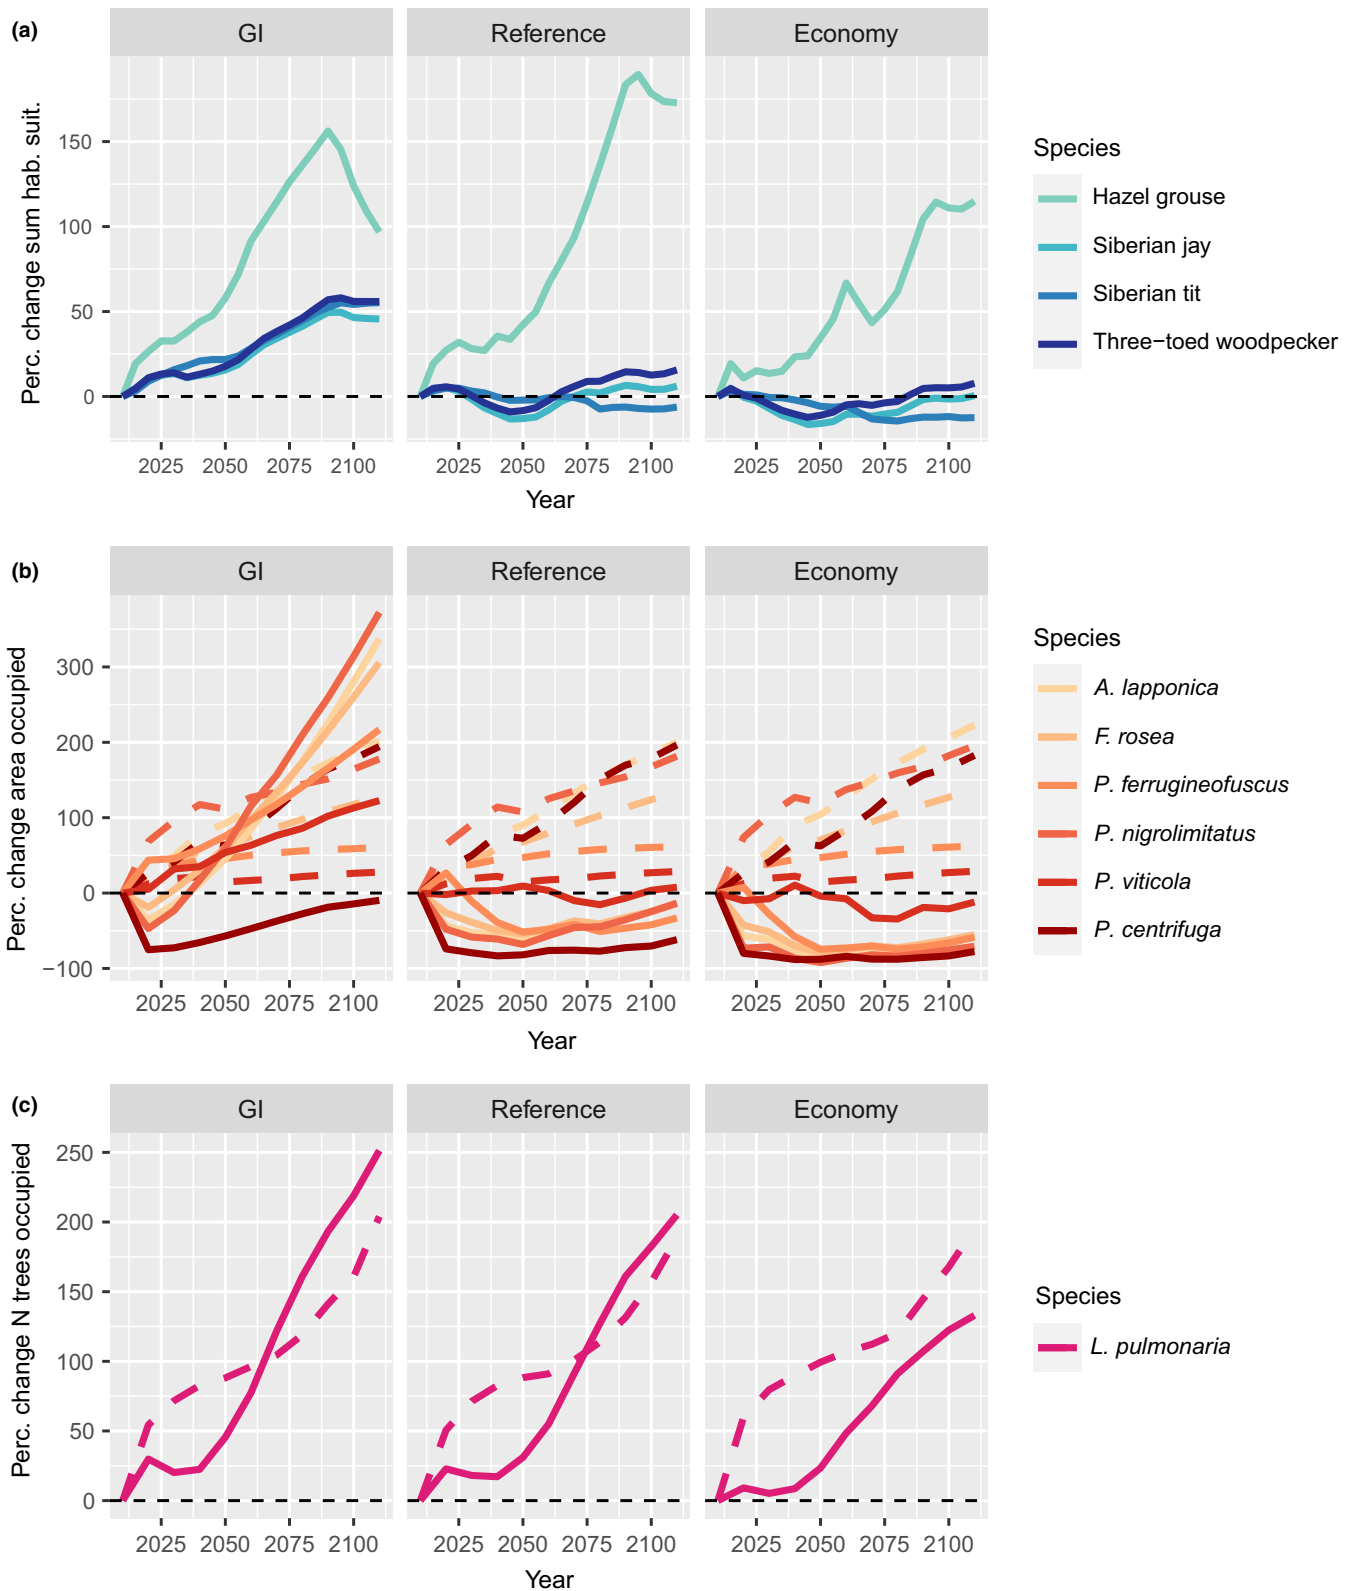 (a)
GI
Reference
Economy
Perc. change sum hab. suit.
150
100
50
0
2025 2050 2075 2100
2025 2050 2075 2100
2025 2050 2075 2100
Year
Species
Hazel grouse
Siberian jay
Siberian tit
Three−toed woodpecker
(b)
GI
Reference
Economy
Perc. change area occupied
300
200
100
0
−100
2025 2050 2075 2100
2025 2050 2075 2100
2025 2050 2075 2100
Year
Species
A. lapponica
F. rosea
P. ferrugineofuscus
P. nigrolimitatus
P. viticola
P. centrifuga
(c)
GI
Reference
Economy
Perc. change N trees occupied
250
200
150
100
50
0
2025 2050 2075 2100
2025 2050 2075 2100
2025 2050 2075 2100
Year
Species
L. pulmonaria